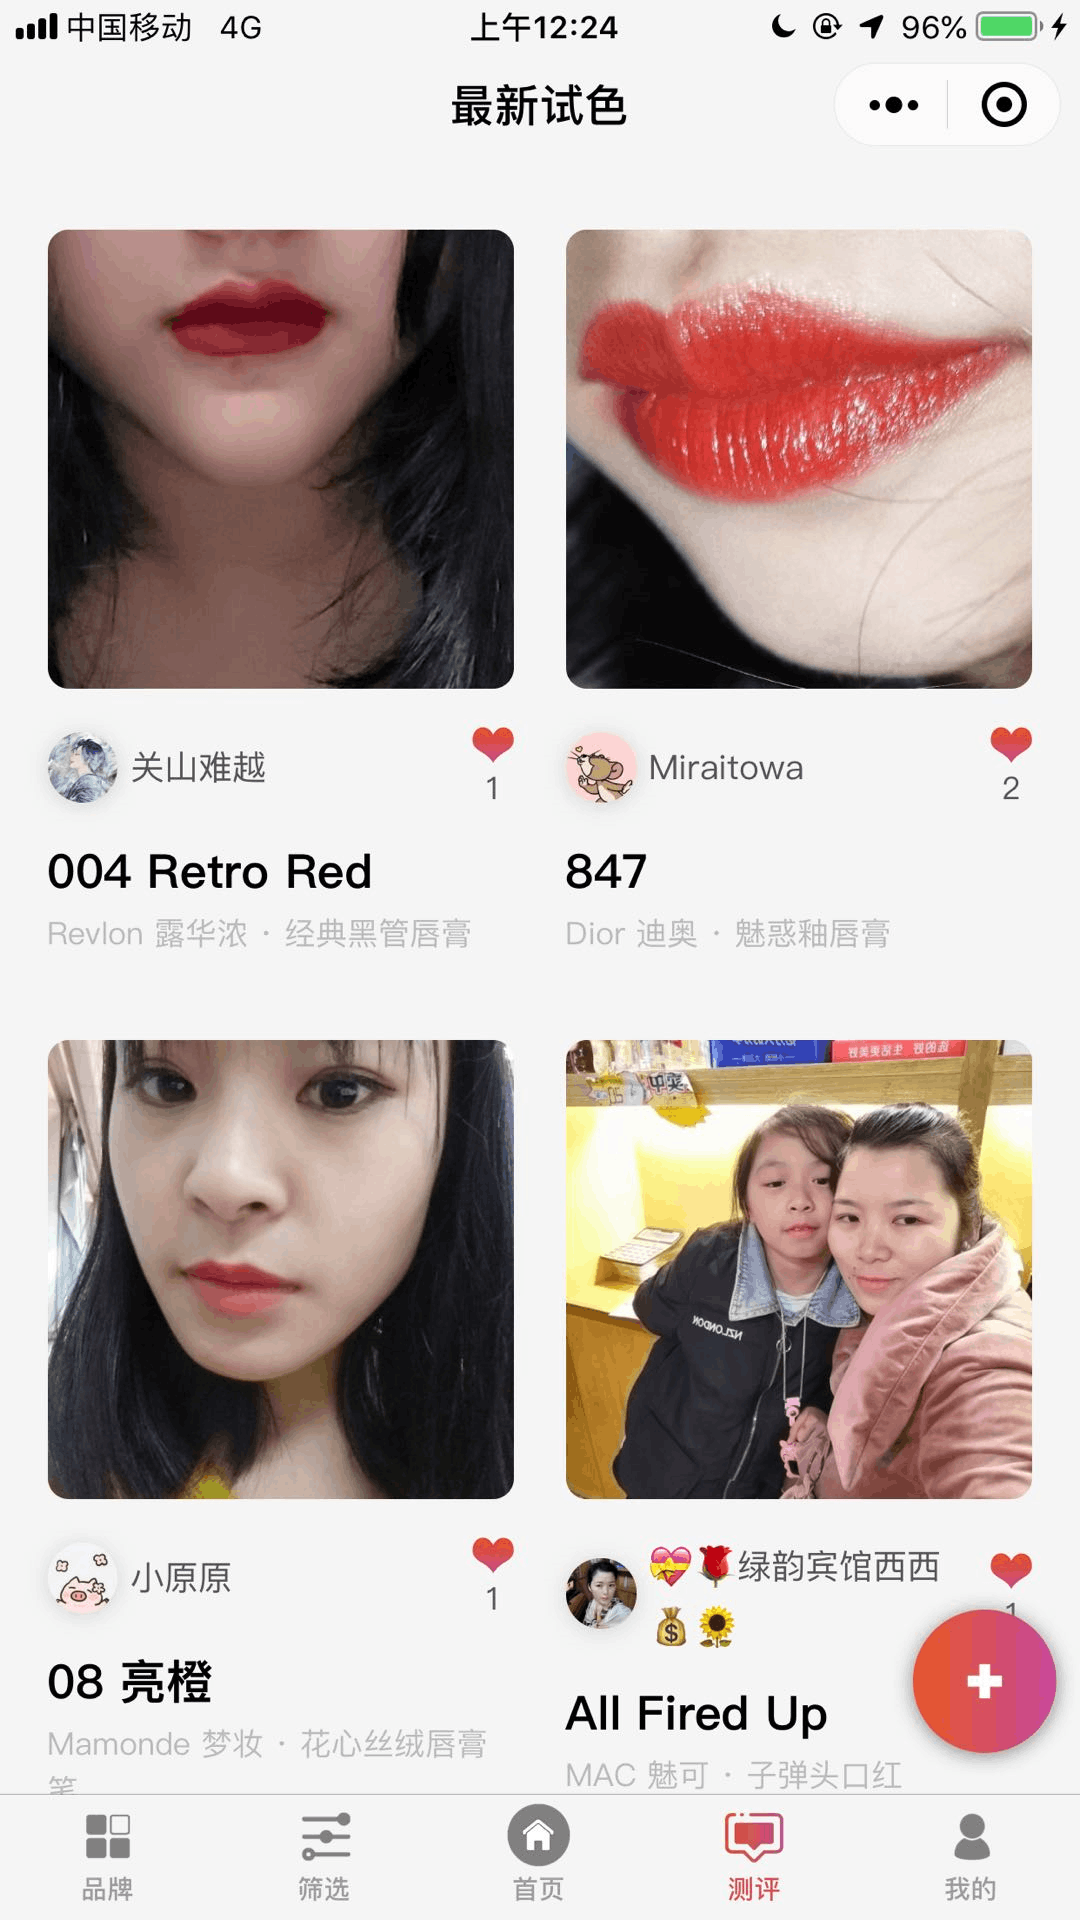 中国移动 4G 上午12:24 96%
最新试色
关山难越
1
Miraitowa
2
004 Retro Red
Revlon 露华浓 · 经典黑管唇膏
847
Dior 迪奥 · 魅惑釉唇膏
NZLONDON
小原原
1
💝🌹绿韵宾馆西西
💰🌻
1
08 亮橙
Mamonde 梦妆 · 花心丝绒唇膏
笔
All Fired Up
MAC 魅可 · 子弹头口红
品牌
筛选
首页
测评
我的